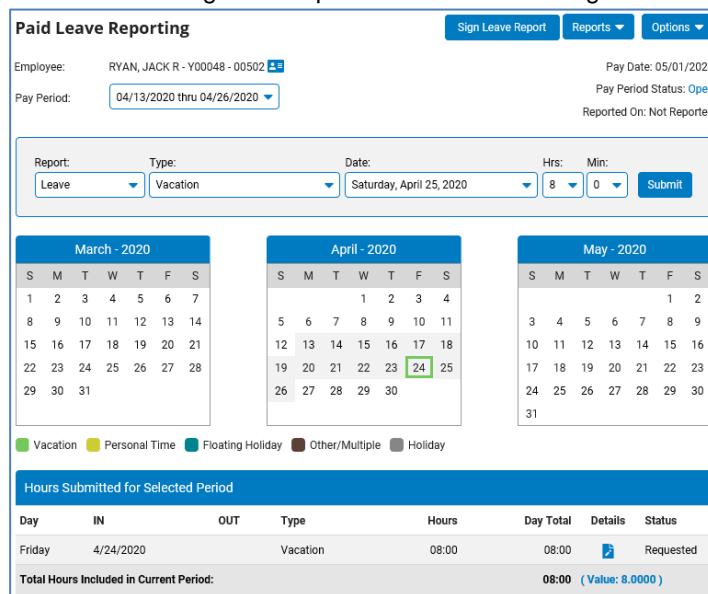 Paid Leave Reporting
Sign Leave Report Reports Options
Employee: RYAN, JACK R - Y00048 - 00502
Pay Date: 05/01/202
Pay Period: 04/13/2020 thru 04/26/2020
Pay Period Status: Ope
Reported On: Not Reporte
Report: Type: Date: Hrs: Min:
Leave Vacation Saturday, April 25, 2020 8 0 Submit
March - 2020 April - 2020 May - 2020
S M T W T F S S M T W T F S S M T W T F S
1 2 3 4 5 6 7 1 2 3 4 1 2
8 9 10 11 12 13 14 5 6 7 8 9 10 11 3 4 5 6 7 8 9
15 16 17 18 19 20 21 12 13 14 15 16 17 18 10 11 12 13 14 15 16
22 23 24 25 26 27 28 19 20 21 22 23 24 25 17 18 19 20 21 22 23
29 30 31 26 27 28 29 30 24 25 26 27 28 29 30
31
Vacation Personal Time Floating Holiday Other/Multiple Holiday
Hours Submitted for Selected Period
Day IN OUT Type Hours Day Total Details Status
Friday 4/24/2020 Vacation 08:00 08:00 Requested
Total Hours Included in Current Period: 08:00 ( Value: 8.0000 )